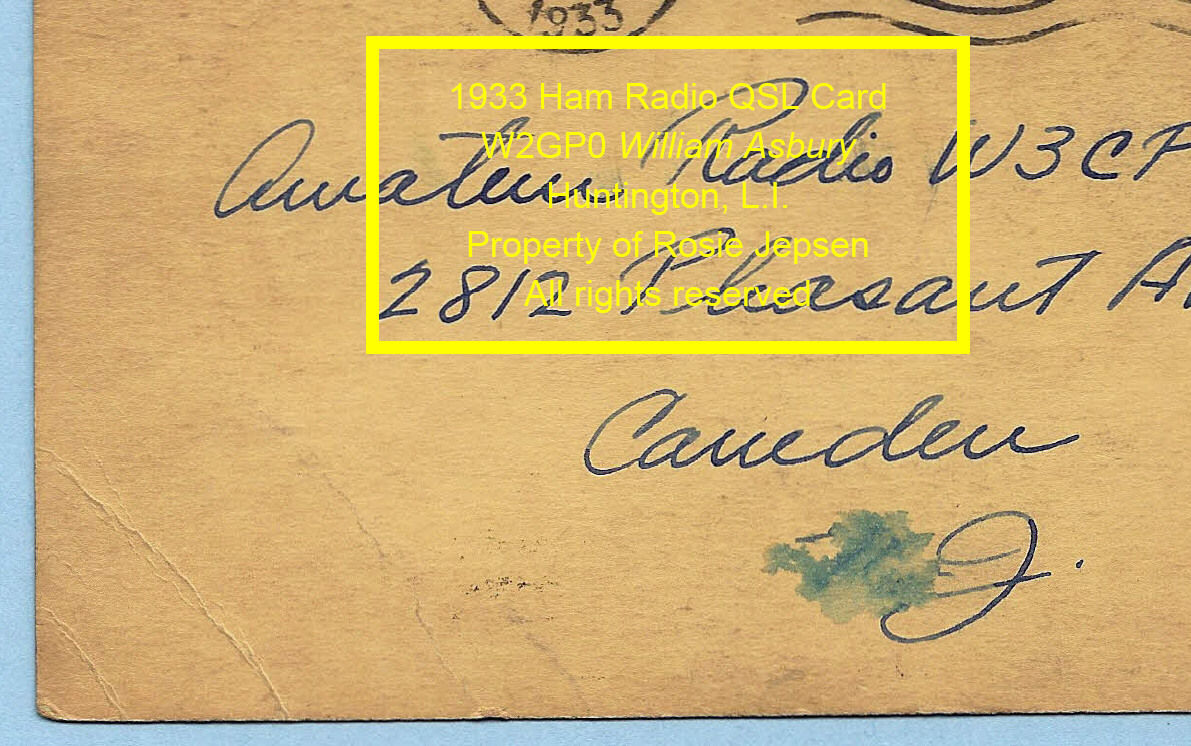 1933
1933 Ham Radio QSL Card
W2GP0 William Asbury
Huntington, L.I.
Property of Rosie Jepsen
All rights reserved
Amateur Radio W3CP
2812 Pleasant A
Camden
J.